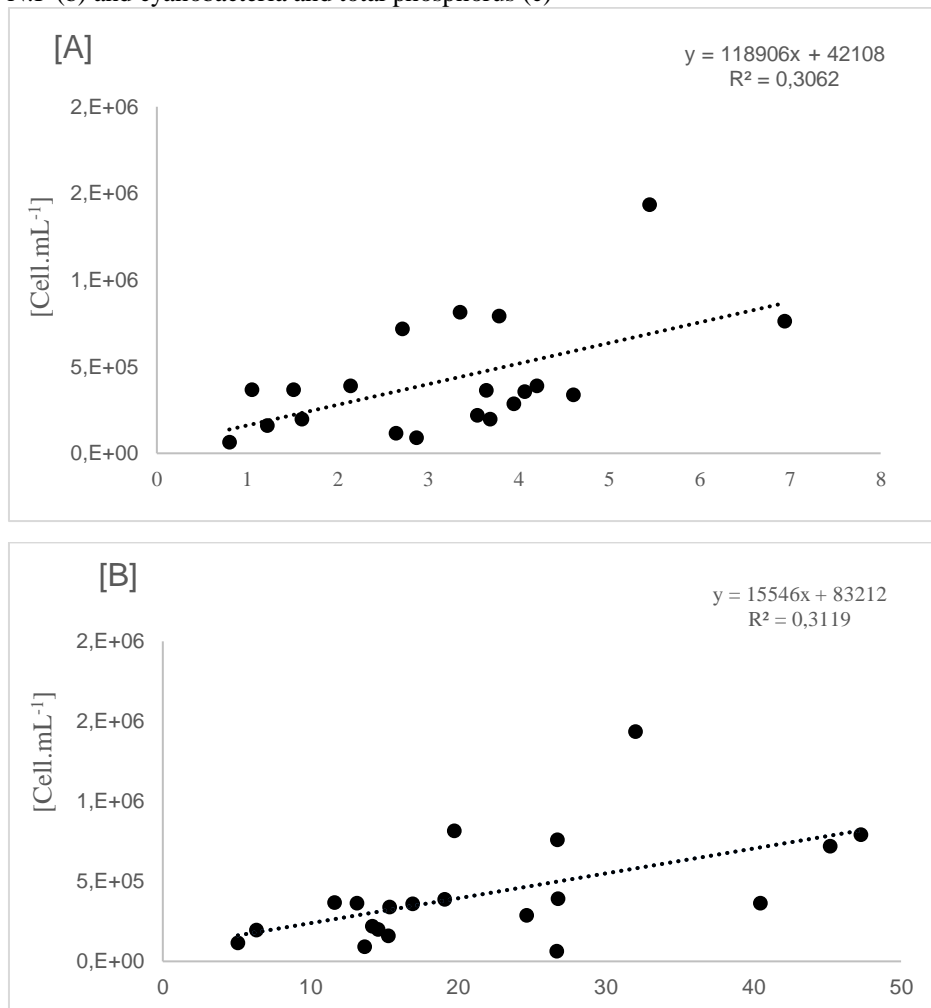 N:P (b) and cyanobacteria and total phosphorus (c)
[A]
y = 118906x + 42108
R² = 0,3062
2,E+06
2,E+06
1,E+06
5,E+05
0,E+00
[Cell.mL⁻¹]
0 1 2 3 4 5 6 7 8
[B]
y = 15546x + 83212
R² = 0,3119
2,E+06
2,E+06
1,E+06
5,E+05
0,E+00
[Cell.mL⁻¹]
0 10 20 30 40 50